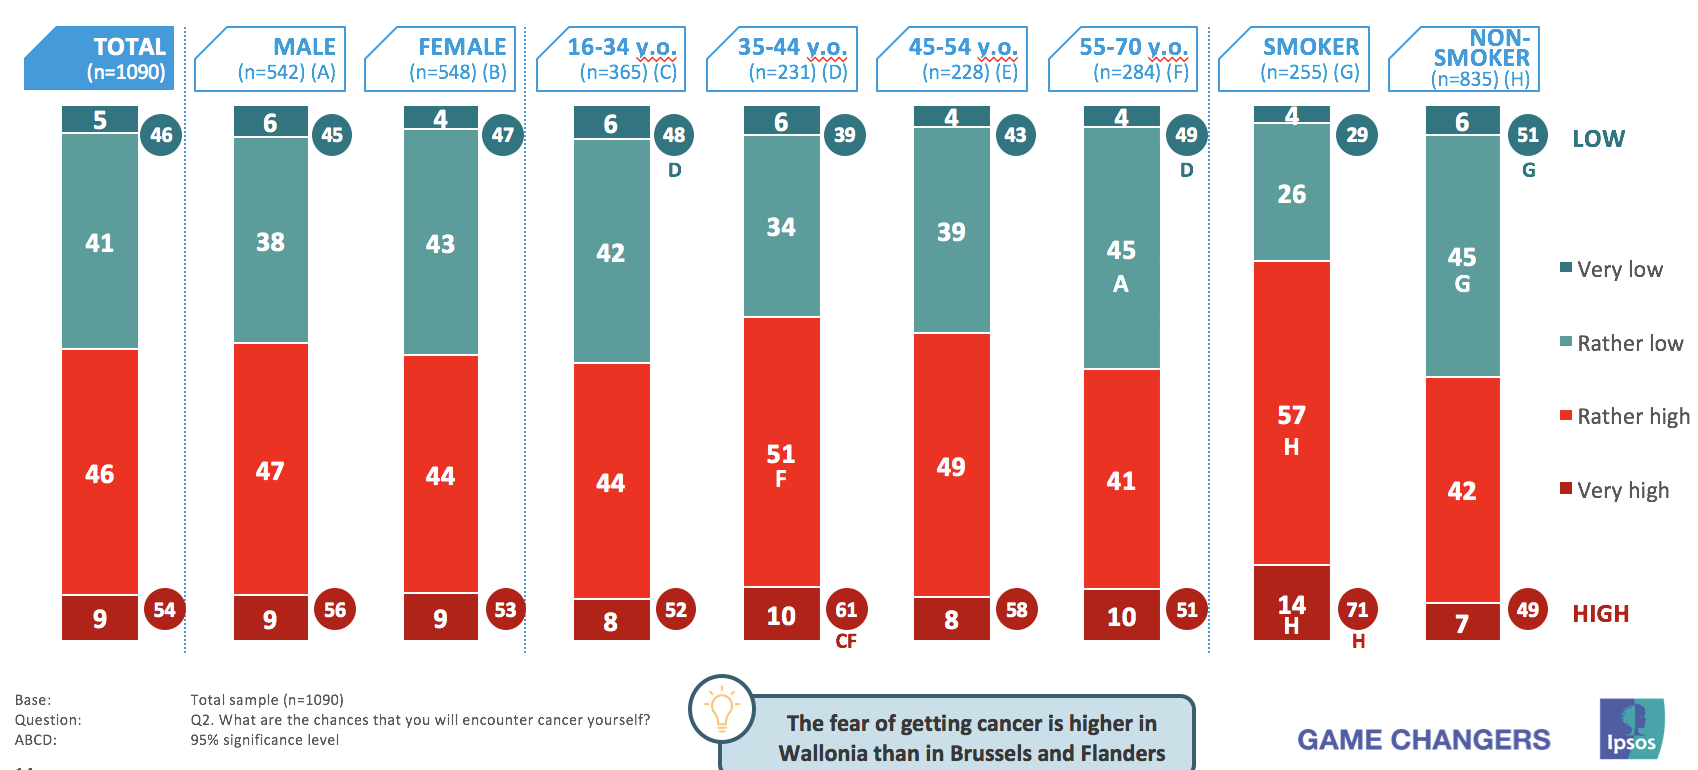 TOTAL
(n=1090)
MALE
(n=542) (A)
FEMALE
(n=548) (B)
16-34 y.o.
(n=365) (C)
35-44 y.o.
(n=231) (D)
45-54 y.o.
(n=228) (E)
55-70 y.o.
(n=284) (F)
SMOKER
(n=255) (G)
NON-
SMOKER
(n=835) (H)
5
46
41
46
9
54
6
45
38
47
9
56
4
47
43
44
9
53
6
48
D
42
44
8
52
6
39
34
51
F
10
61
CF
4
43
39
49
8
58
4
49
D
45
A
41
10
51
4
29
26
57
H
14
H
71
H
6
51
G
45
G
42
7
49
LOW
Very low
Rather low
Rather high
Very high
HIGH
Base: Total sample (n=1090)
Question: Q2. What are the chances that you will encounter cancer yourself?
ABCD: 95% significance level
The fear of getting cancer is higher in
Wallonia than in Brussels and Flanders
GAME CHANGERS
Ipsos